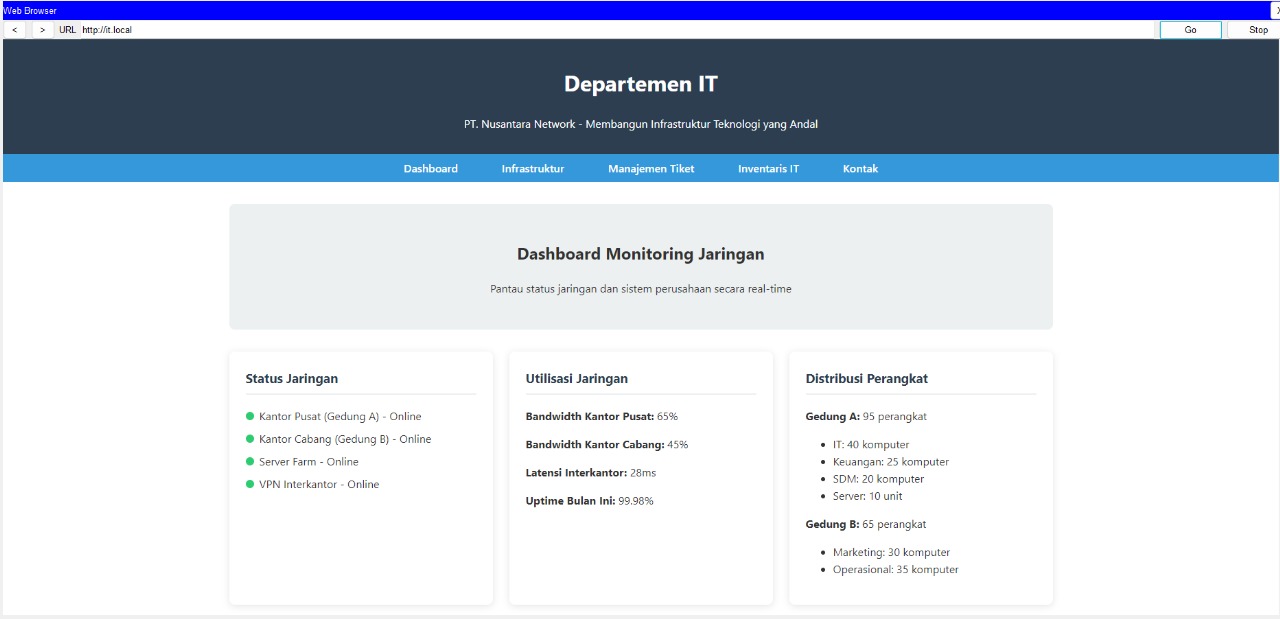 Web Browser X
< > URL http://it.local Go Stop
Departemen IT
PT. Nusantara Network - Membangun Infrastruktur Teknologi yang Andal
Dashboard Infrastruktur Manajemen Tiket Inventaris IT Kontak
Dashboard Monitoring Jaringan
Pantau status jaringan dan sistem perusahaan secara real-time
Status Jaringan
Kantor Pusat (Gedung A) - Online
Kantor Cabang (Gedung B) - Online
Server Farm - Online
VPN Interkantor - Online
Utilisasi Jaringan
Bandwidth Kantor Pusat: 65%
Bandwidth Kantor Cabang: 45%
Latensi Interkantor: 28ms
Uptime Bulan Ini: 99.98%
Distribusi Perangkat
Gedung A: 95 perangkat
• IT: 40 komputer
• Keuangan: 25 komputer
• SDM: 20 komputer
• Server: 10 unit
Gedung B: 65 perangkat
• Marketing: 30 komputer
• Operasional: 35 komputer